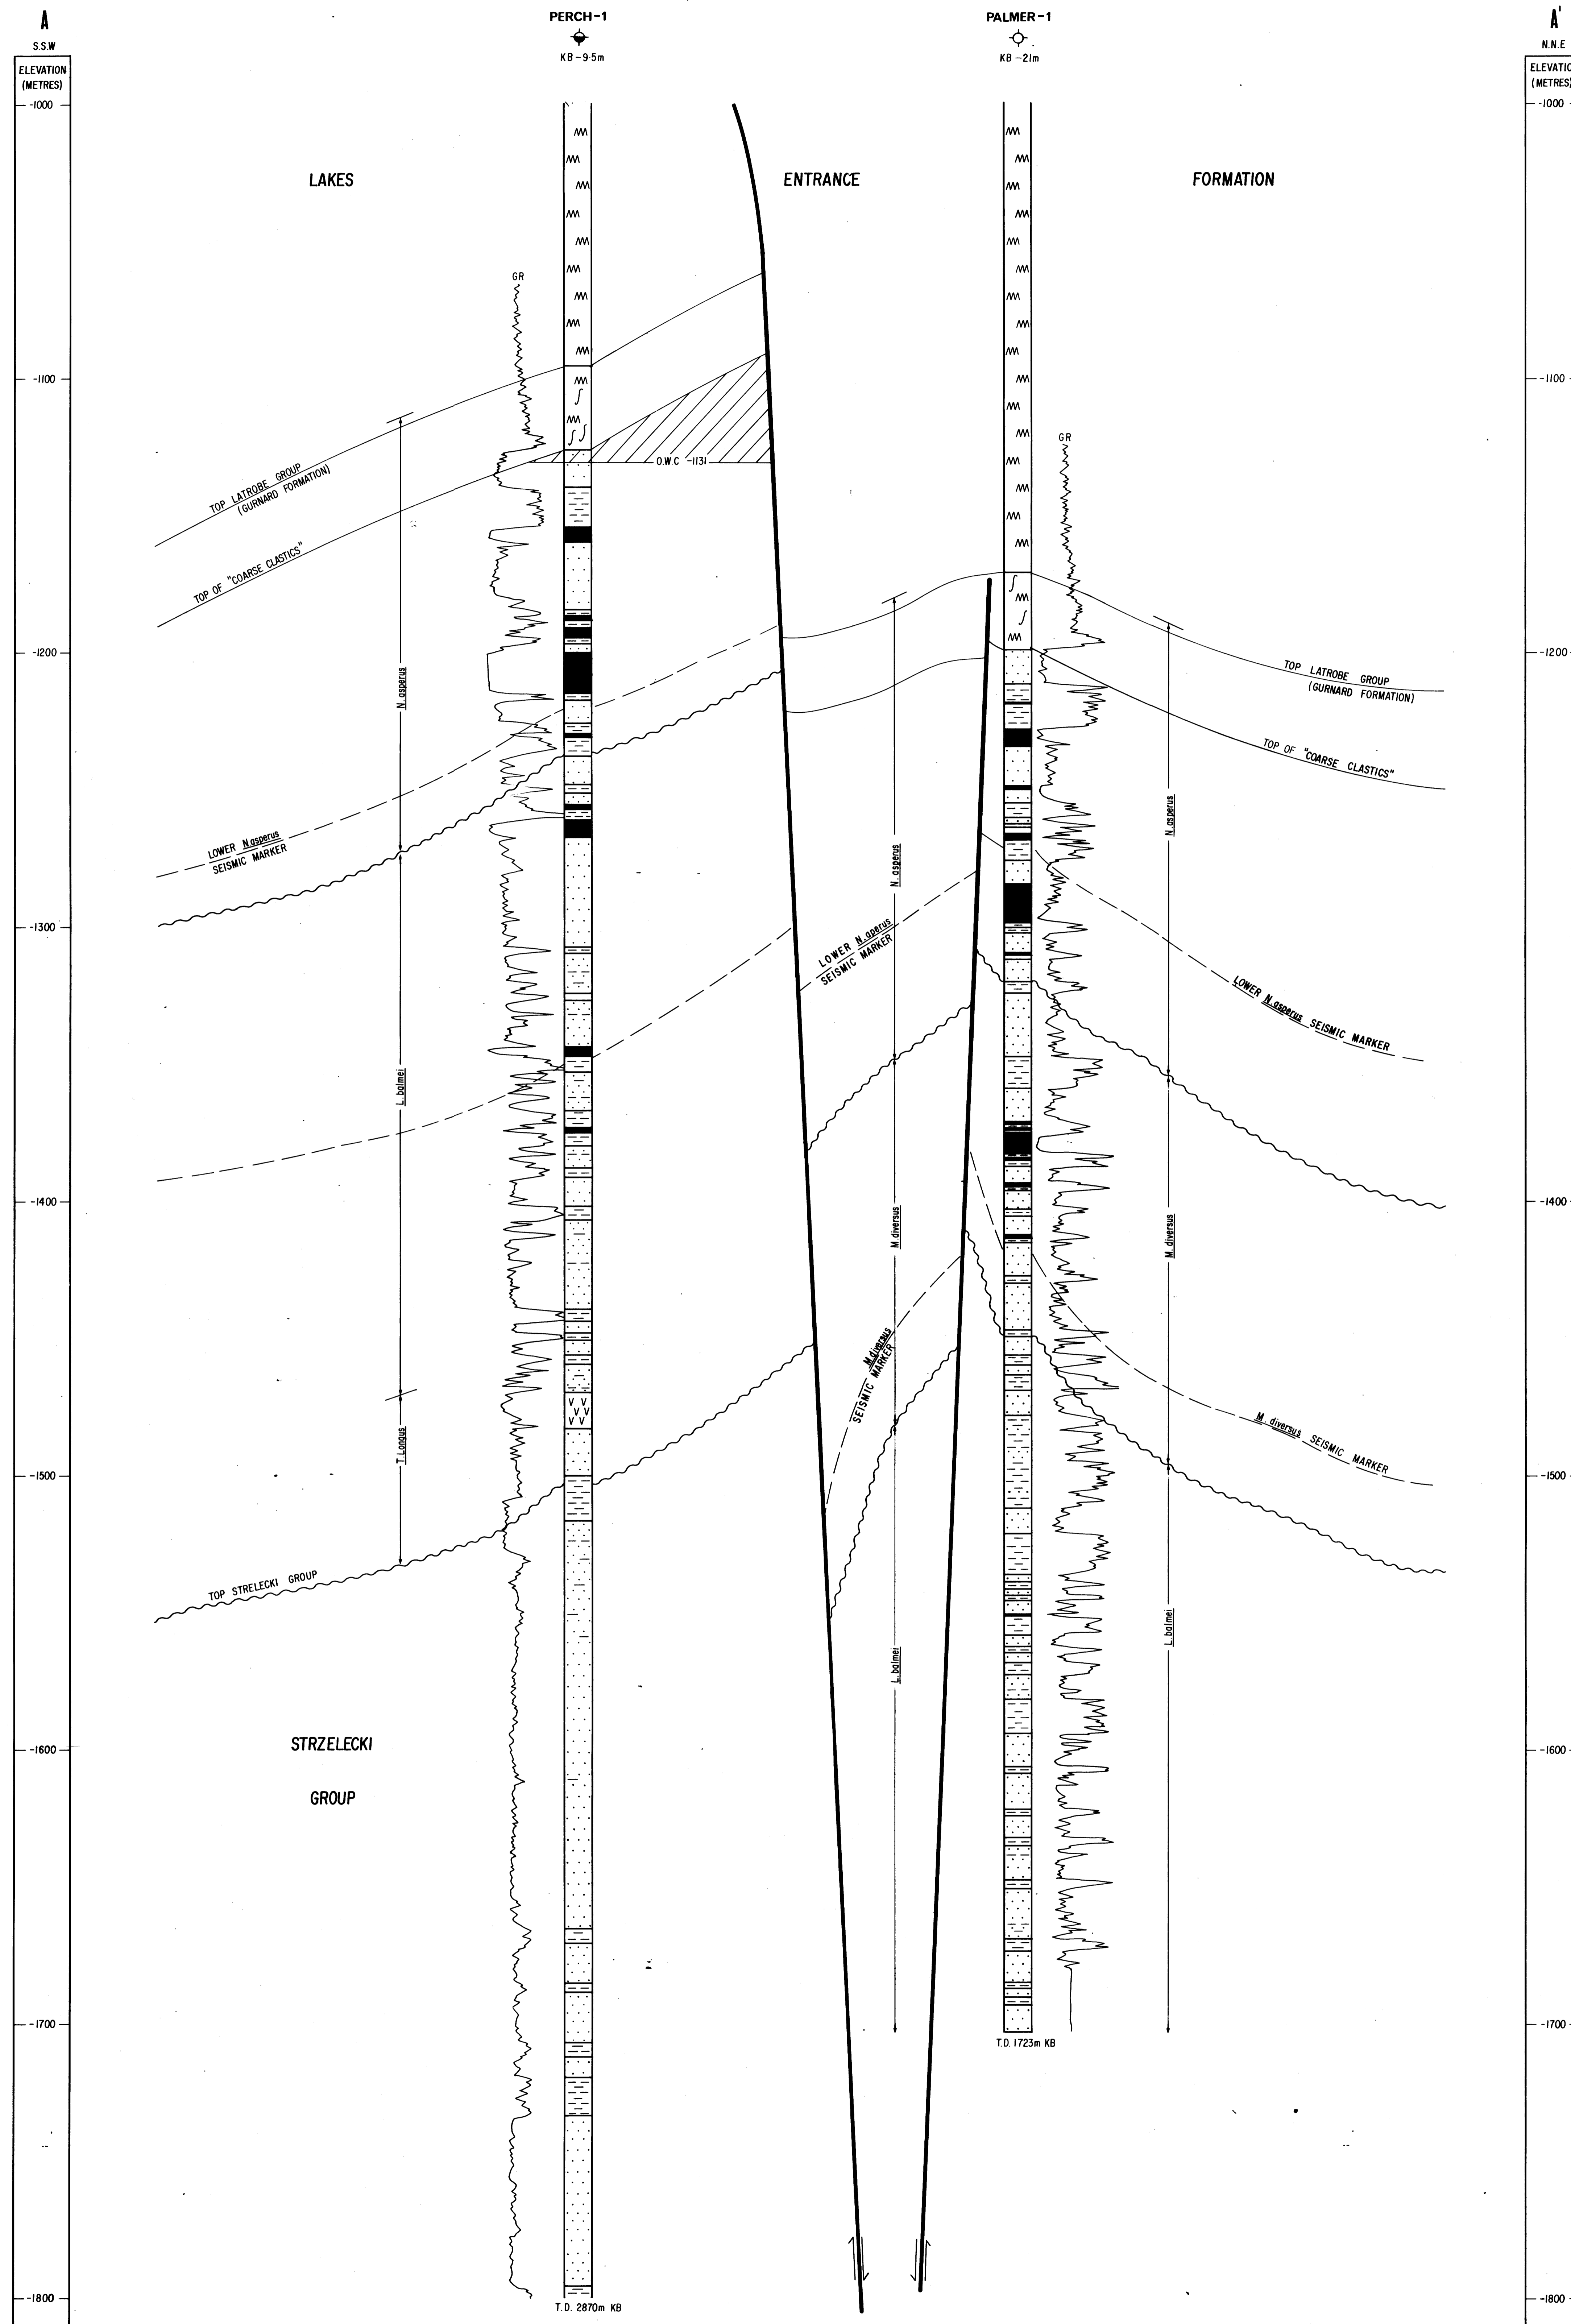 A
S.S.W
ELEVATION
(METRES)
PERCH-1
KB-9·5m
PALMER-1
KB-21m
A'
N.N.E
ELEVATIO
(METRES)
-1000
-1000
LAKES
ENTRANCE
FORMATION
GR
-1100
-1100
TOP LATROBE GROUP
(GURNARD FORMATION)
O.W.C -1131
GR
TOP OF "COARSE CLASTICS"
-1200
-1200
N. asperus
TOP LATROBE GROUP
(GURNARD FORMATION)
TOP OF "COARSE CLASTICS"
N. asperus
N. asperus
LOWER N.asperus
SEISMIC MARKER
-1300
-1300
LOWER N.aperus
SEISMIC MARKER
LOWER N.asperus SEISMIC MARKER
L. balmei
-1400
-1400
M. diversus
M. diversus
M.diversus
SEISMIC MARKER
T. Longus
M. diversus SEISMIC MARKER
-1500
-1500
TOP STRELECKI GROUP
L. balmei
L. balmei
STRZELECKI
GROUP
-1600
-1600
-1700
-1700
T.D. 1723m KB
-1800
-1800
T.D. 2870m KB